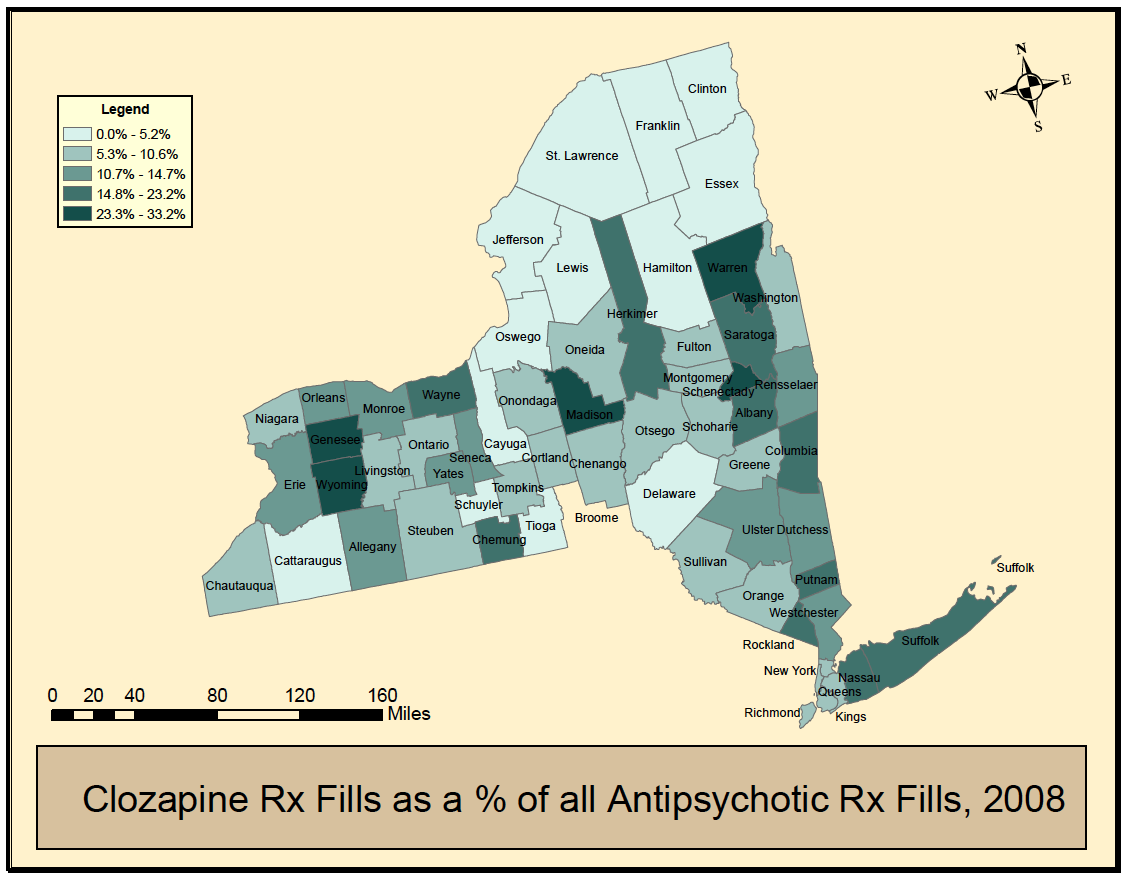 N
W E
S
Legend
0.0% - 5.2%
5.3% - 10.6%
10.7% - 14.7%
14.8% - 23.2%
23.3% - 33.2%
Clinton
Franklin
St. Lawrence
Essex
Jefferson
Lewis
Hamilton
Warren
Washington
Herkimer
Oswego
Saratoga
Oneida
Fulton
Montgomery
Schenectady
Rensselaer
Orleans
Wayne
Monroe
Onondaga
Niagara
Madison
Albany
Genesee
Ontario
Cayuga
Otsego
Schoharie
Columbia
Livingston
Seneca
Cortland
Chenango
Greene
Erie
Wyoming
Yates
Tompkins
Delaware
Schuyler
Broome
Tioga
Steuben
Chemung
Ulster
Dutchess
Allegany
Cattaraugus
Sullivan
Suffolk
Chautauqua
Putnam
Orange
Westchester
Rockland
Suffolk
New York
Nassau
Queens
Richmond
Kings
0 20 40 80 120 160
Miles
Clozapine Rx Fills as a % of all Antipsychotic Rx Fills, 2008